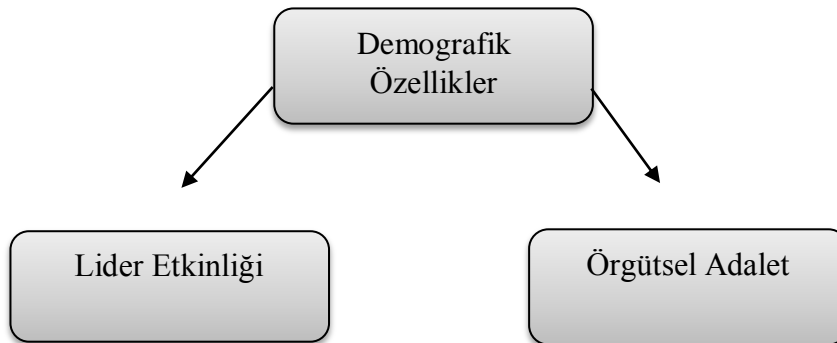 Demografik
Özellikler
Lider Etkinliği
Örgütsel Adalet